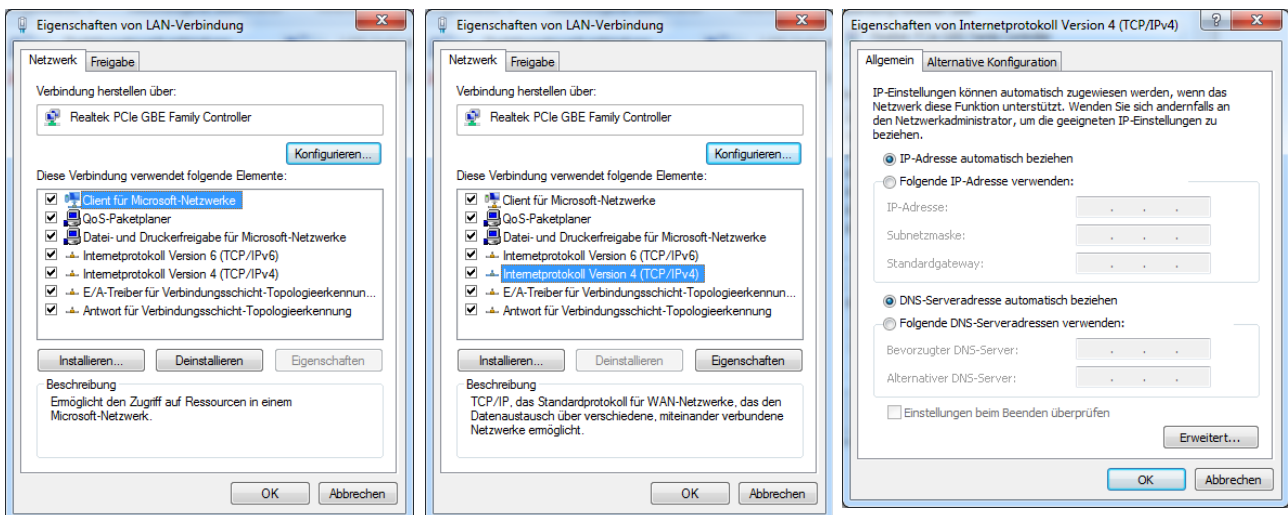 Eigenschaften von LAN-Verbindung
Netzwerk
Freigabe
Verbindung herstellen über:
Realtek PCIe GBE Family Controller
Konfigurieren...
Diese Verbindung verwendet folgende Elemente:
Client für Microsoft-Netzwerke
QoS-Paketplaner
Datei- und Druckerfreigabe für Microsoft-Netzwerke
Internetprotokoll Version 6 (TCP/IPv6)
Internetprotokoll Version 4 (TCP/IPv4)
E/A-Treiber für Verbindungsschicht-Topologieerkennun...
Antwort für Verbindungsschicht-Topologieerkennung
Installieren...
Deinstallieren
Eigenschaften
Beschreibung
Ermöglicht den Zugriff auf Ressourcen in einem
Microsoft-Netzwerk.
OK
Abbrechen
Eigenschaften von LAN-Verbindung
Netzwerk
Freigabe
Verbindung herstellen über:
Realtek PCIe GBE Family Controller
Konfigurieren...
Diese Verbindung verwendet folgende Elemente:
Client für Microsoft-Netzwerke
QoS-Paketplaner
Datei- und Druckerfreigabe für Microsoft-Netzwerke
Internetprotokoll Version 6 (TCP/IPv6)
Internetprotokoll Version 4 (TCP/IPv4)
E/A-Treiber für Verbindungsschicht-Topologieerkennun...
Antwort für Verbindungsschicht-Topologieerkennung
Installieren...
Deinstallieren
Eigenschaften
Beschreibung
TCP/IP, das Standardprotokoll für WAN-Netzwerke, das den
Datenaustausch über verschiedene, miteinander verbundene
Netzwerke ermöglicht.
OK
Abbrechen
Eigenschaften von Internetprotokoll Version 4 (TCP/IPv4)
Allgemein
Alternative Konfiguration
IP-Einstellungen können automatisch zugewiesen werden, wenn das
Netzwerk diese Funktion unterstützt. Wenden Sie sich andernfalls an
den Netzwerkadministrator, um die geeigneten IP-Einstellungen zu
beziehen.
IP-Adresse automatisch beziehen
Folgende IP-Adresse verwenden:
IP-Adresse:
Subnetzmaske:
Standardgateway:
DNS-Serveradresse automatisch beziehen
Folgende DNS-Serveradressen verwenden:
Bevorzugter DNS-Server:
Alternativer DNS-Server:
Einstellungen beim Beenden überprüfen
Erweitert...
OK
Abbrechen